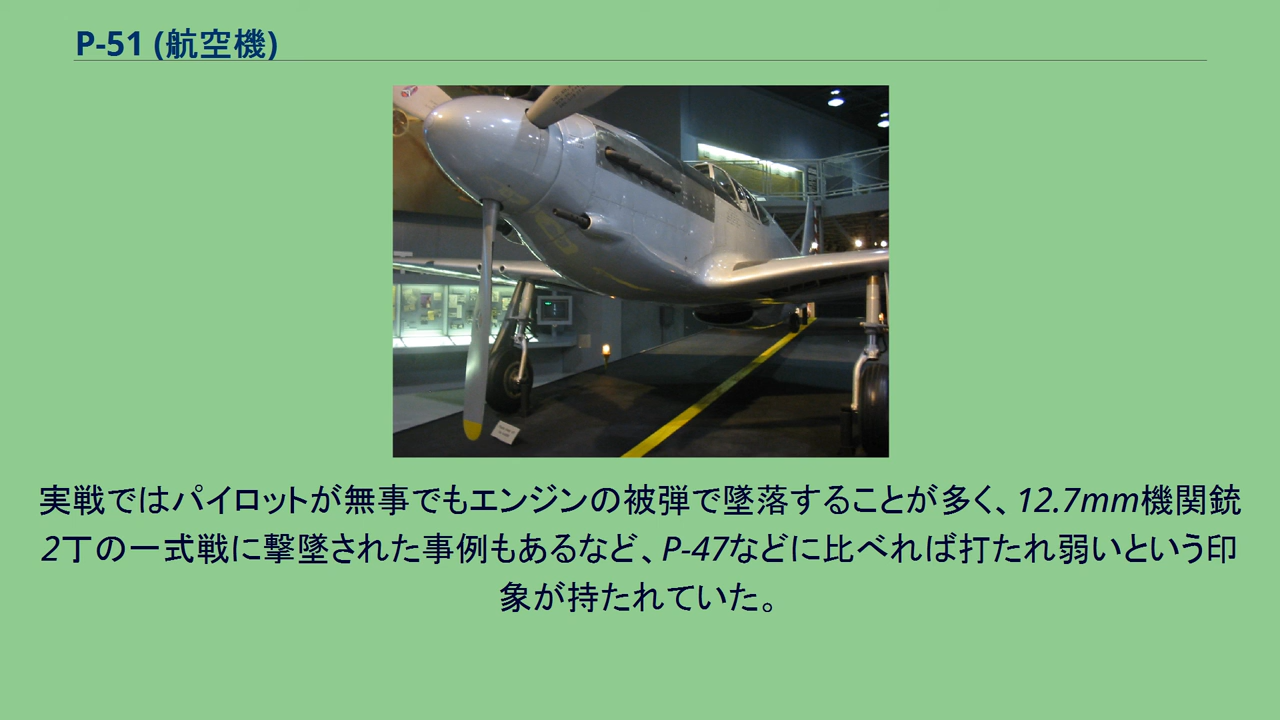 P-51 (航空機)
実戦ではパイロットが無事でもエンジンの被弾で墜落することが多く、12.7mm機関銃
2丁の一式戦に撃墜された事例もあるなど、P-47などに比べれば打たれ弱いという印
象が持たれていた。